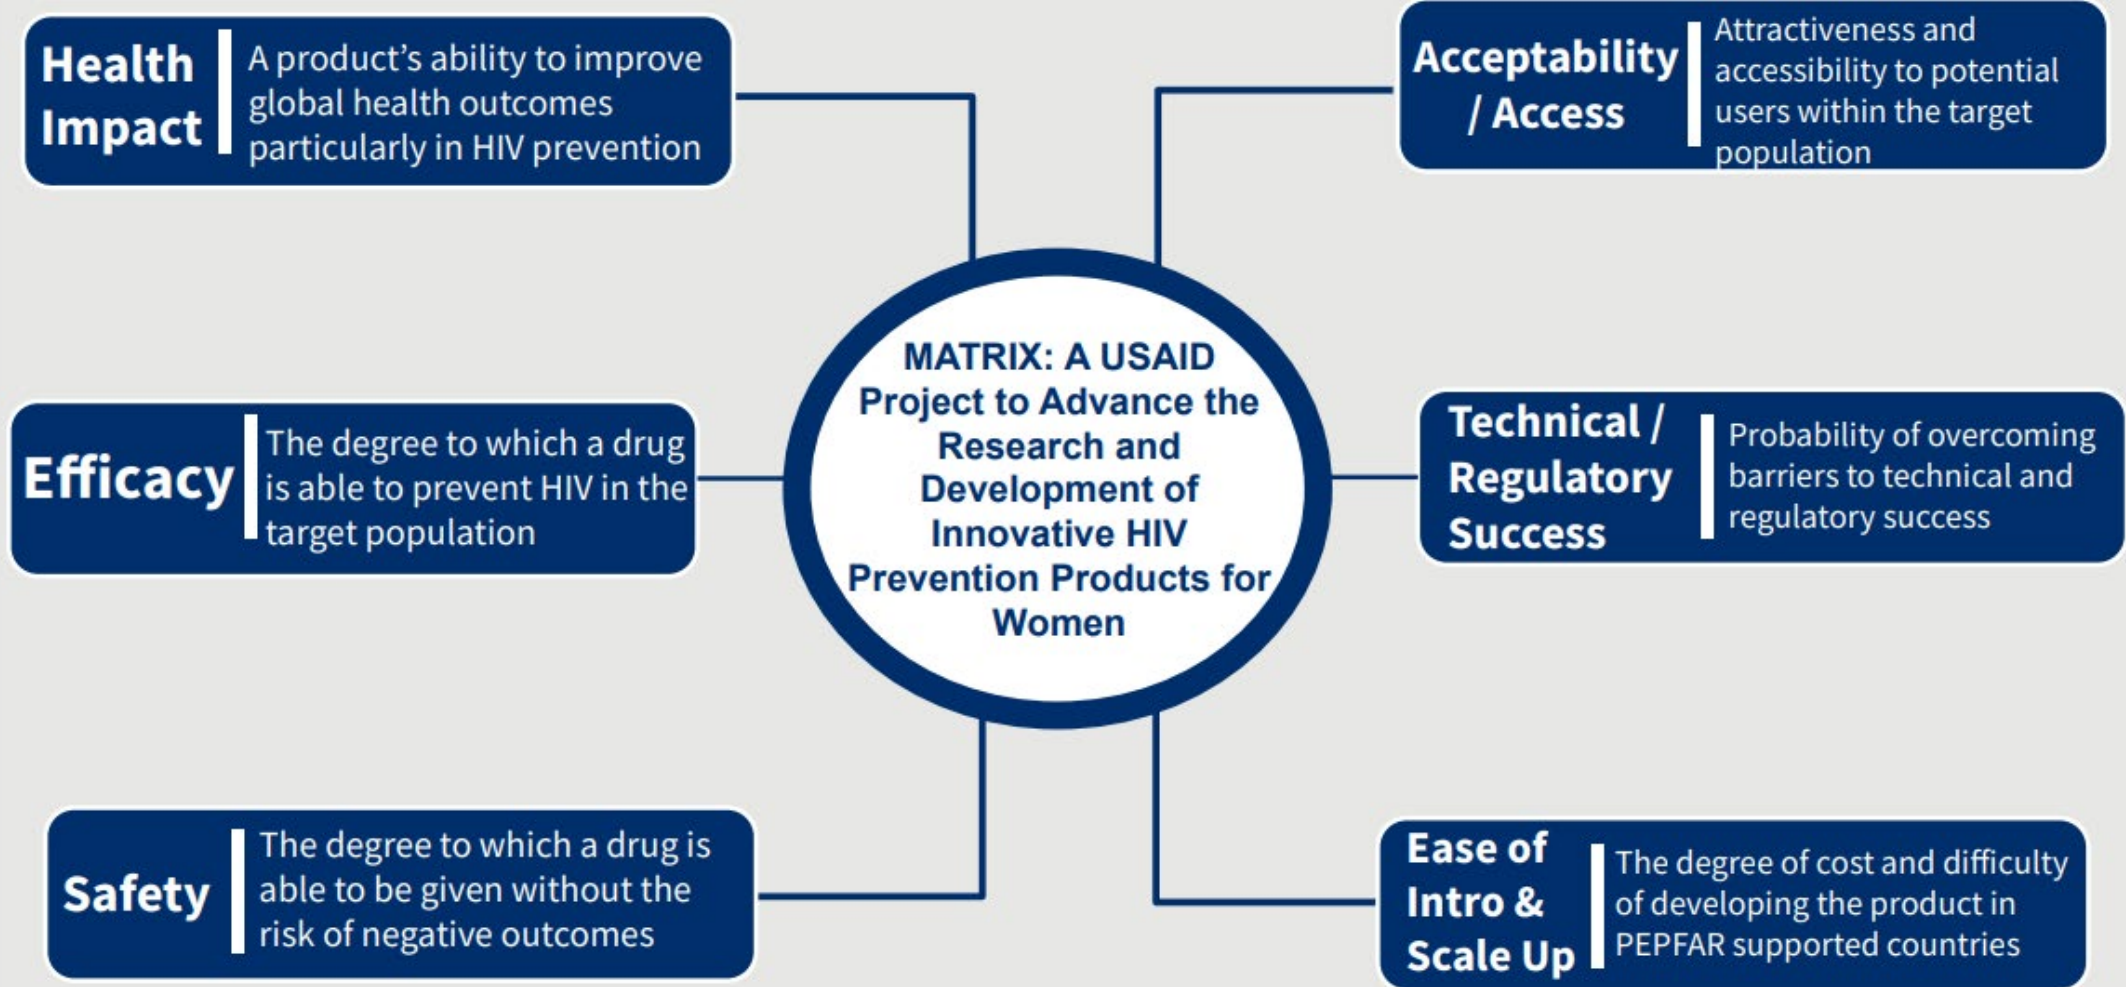 Health
Impact
A product’s ability to improve
global health outcomes
particularly in HIV prevention
Acceptability
/ Access
Attractiveness and
accessibility to potential
users within the target
population
MATRIX: A USAID
Project to Advance the
Research and
Development of
Innovative HIV
Prevention Products for
Women
Efficacy
The degree to which a drug
is able to prevent HIV in the
target population
Technical /
Regulatory
Success
Probability of overcoming
barriers to technical and
regulatory success
Safety
The degree to which a drug is
able to be given without the
risk of negative outcomes
Ease of
Intro &
Scale Up
The degree of cost and difficulty
of developing the product in
PEPFAR supported countries